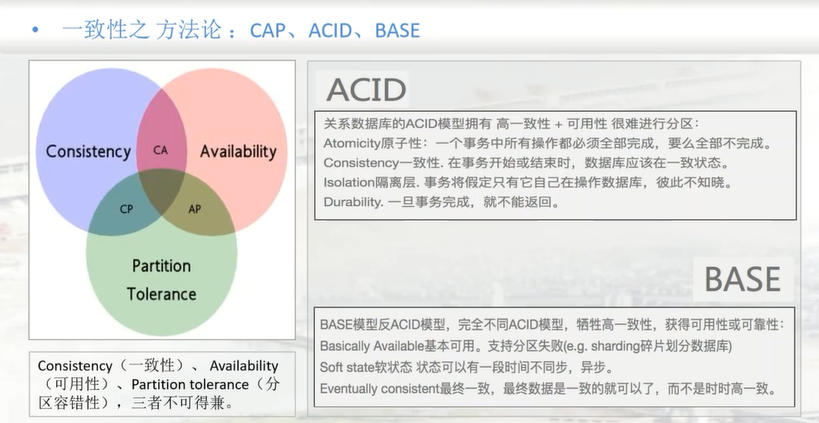 • 一致性之 方法论 ：CAP、ACID、BASE
Consistency
CA
Availability
CP
AP
Partition
Tolerance
Consistency（一致性）、 Availability
（可用性）、Partition tolerance（分
区容错性），三者不可得兼。
ACID
关系数据库的ACID模型拥有 高一致性 + 可用性 很难进行分区：
Atomicity原子性：一个事务中所有操作都必须全部完成，要么全部不完成。
Consistency一致性. 在事务开始或结束时，数据库应该在一致状态。
Isolation隔离层. 事务将假定只有它自己在操作数据库，彼此不知晓。
Durability. 一旦事务完成，就不能返回。
BASE
BASE模型反ACID模型，完全不同ACID模型，牺牲高一致性，获得可用性或可靠性：
Basically Available基本可用。支持分区失败(e.g. sharding碎片划分数据库)
Soft state软状态 状态可以有一段时间不同步，异步。
Eventually consistent最终一致，最终数据是一致的就可以了，而不是时时高一致。